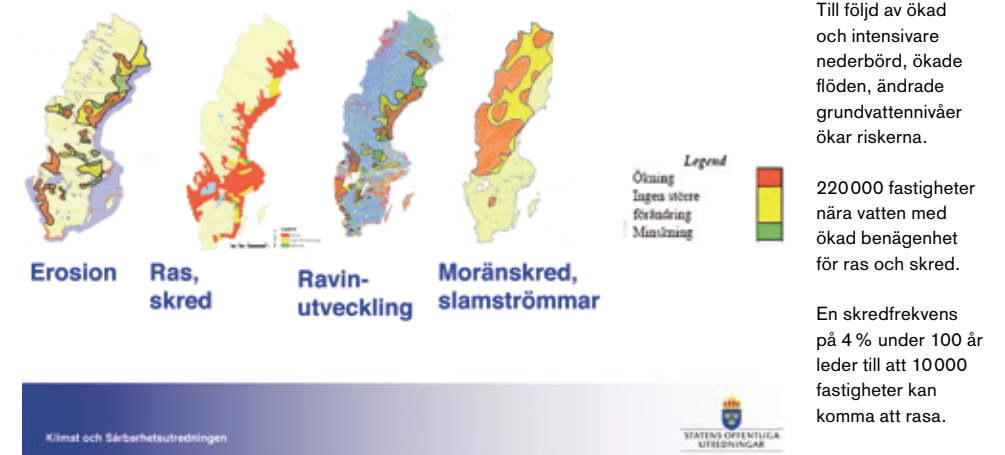 Till följd av ökad
och intensivare
nederbörd, ökade
flöden, ändrade
grundvattennivåer
ökar riskerna.
220 000 fastigheter
nära vatten med
ökad benägenhet
för ras och skred.
En skredfrekvens
på 4 % under 100 år
leder till att 10 000
fastigheter kan
komma att rasa.
Legend
Ökning
Ingen större
förändring
Minskning
Erosion
Ras,
skred
Ravin-
utveckling
Moränskred,
slamströmmar
Klimat och Sårbarhetsutredningen
STATENS OFFENTLIGA
UTREDNINGAR